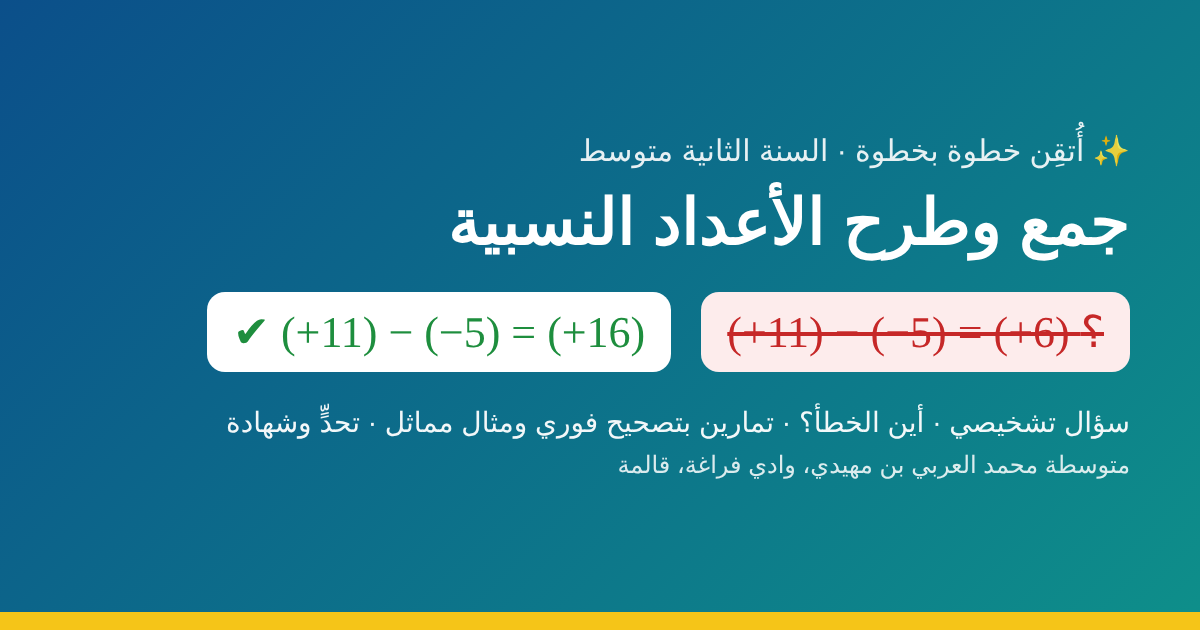 ✨ أُتقِن خطوة بخطوة · السنة الثانية متوسط
جمع وطرح الأعداد النسبية
(+11) − (−5) = (+6) ؟
✔ (+11) − (−5) = (+16)
سؤال تشخيصي · أين الخطأ؟ · تمارين بتصحيح فوري ومثال مماثل · تحدٍّ وشهادة
متوسطة محمد العربي بن مهيدي، وادي فراغة، قالمة